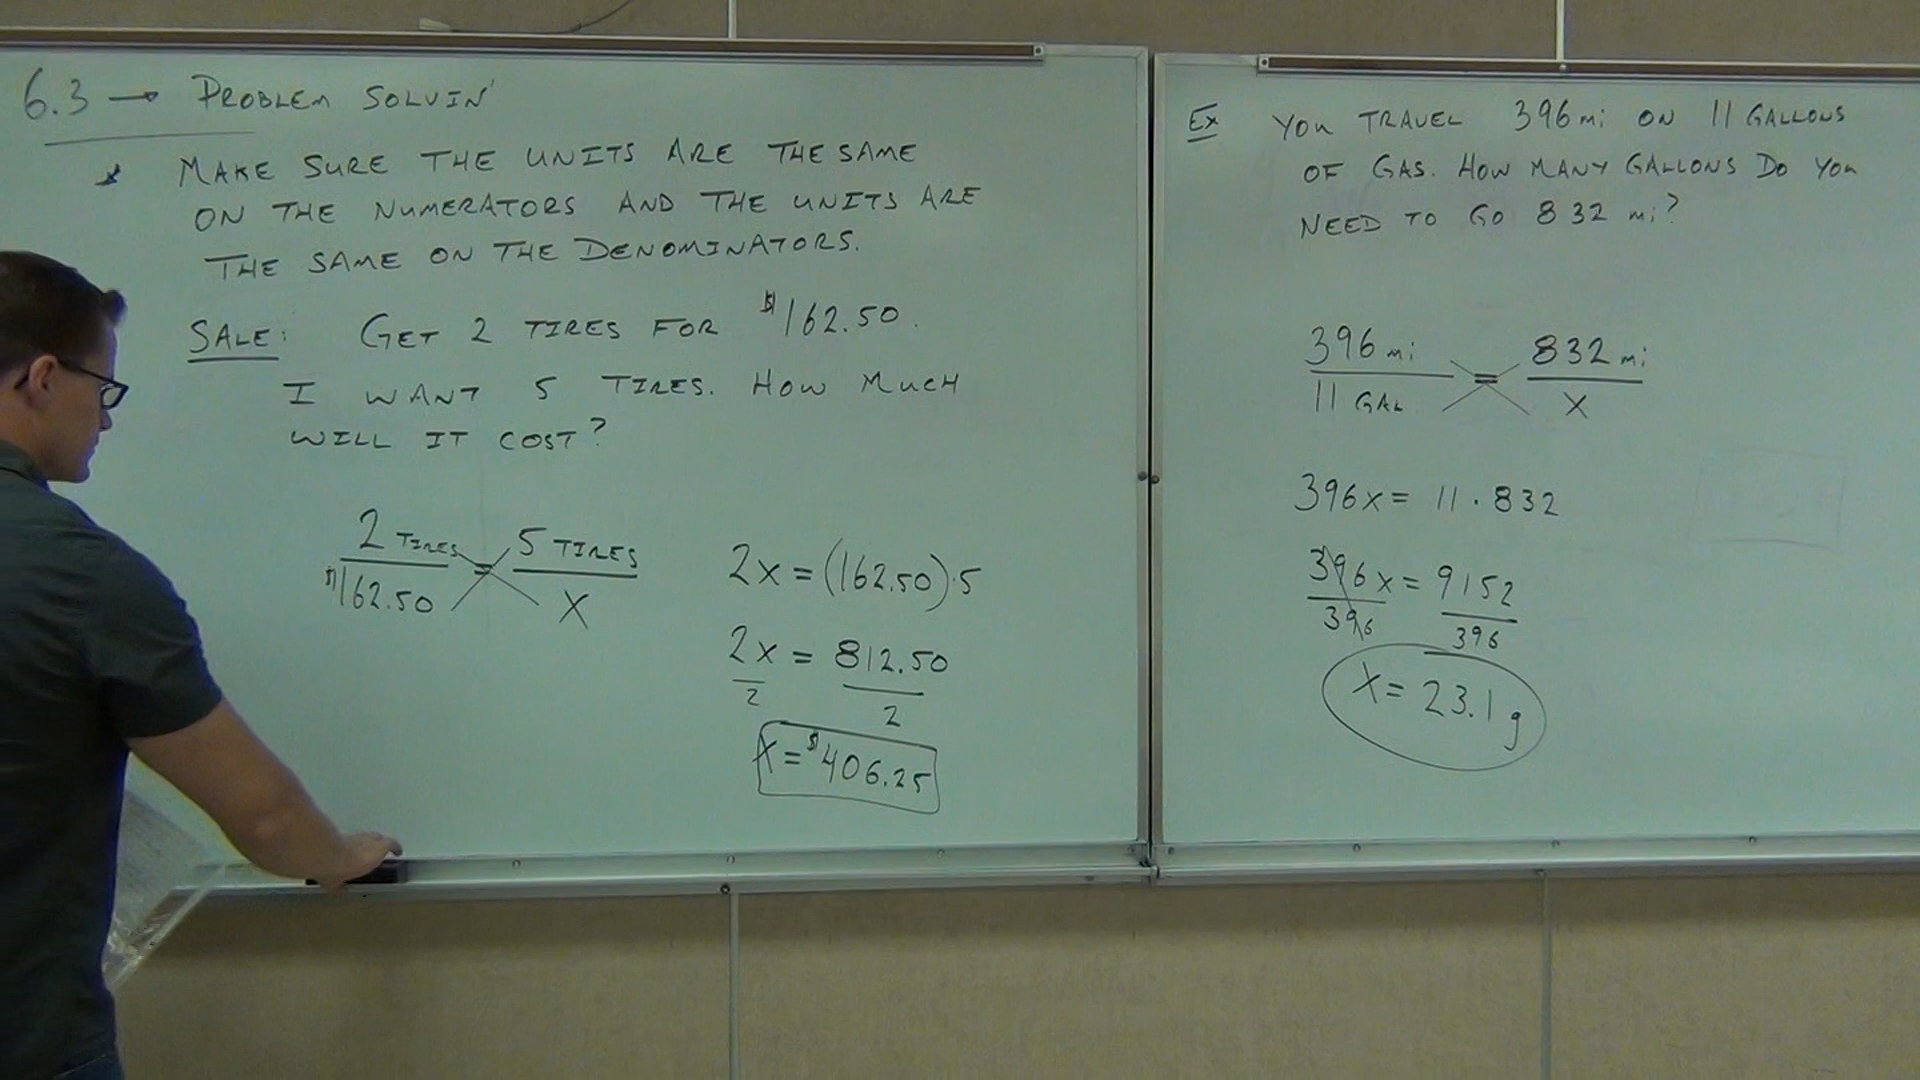 6.3 → PROBLEM SOLVIN'
* MAKE SURE THE UNITS ARE THE SAME
ON THE NUMERATORS AND THE UNITS ARE
THE SAME ON THE DENOMINATORS.
SALE: GET 2 TIRES FOR $162.50.
I WANT 5 TIRES. HOW MUCH
WILL IT COST?
2 TIRES = 5 TIRES
$162.50 X
2x = (162.50)·5
2x = 812.50
2 2
x = $406.25
Ex YOU TRAVEL 396 mi ON 11 GALLONS
OF GAS. HOW MANY GALLONS DO YOU
NEED TO GO 832 mi?
396 mi = 832 mi
11 GAL X
396x = 11 · 832
396x = 9152
396 396
X = 23.1 g